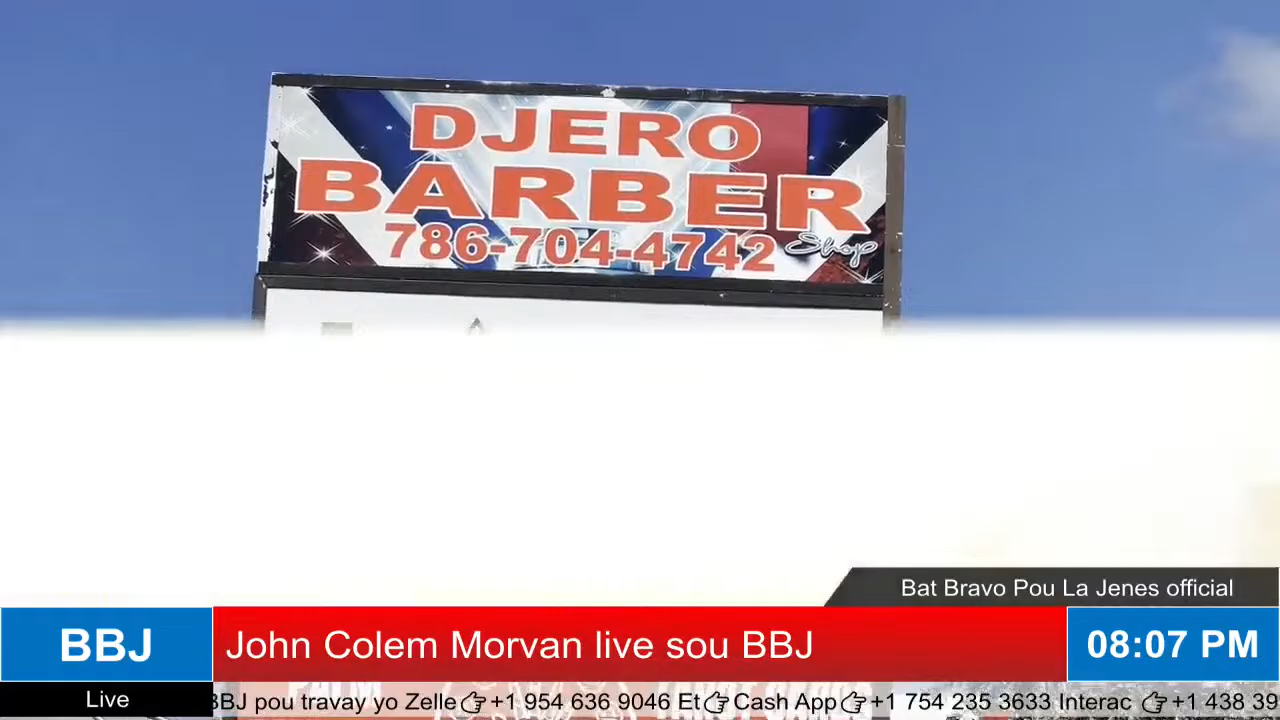 DJERO
BARBER
786-704-4742 Shop
Bat Bravo Pou La Jenes official
BBJ
John Colem Morvan live sou BBJ
08:07 PM
Live
BBJ pou travay yo Zelle👉+1 954 636 9046 Et👉Cash App👉+1 754 235 3633 Interac 👉+1 438 39